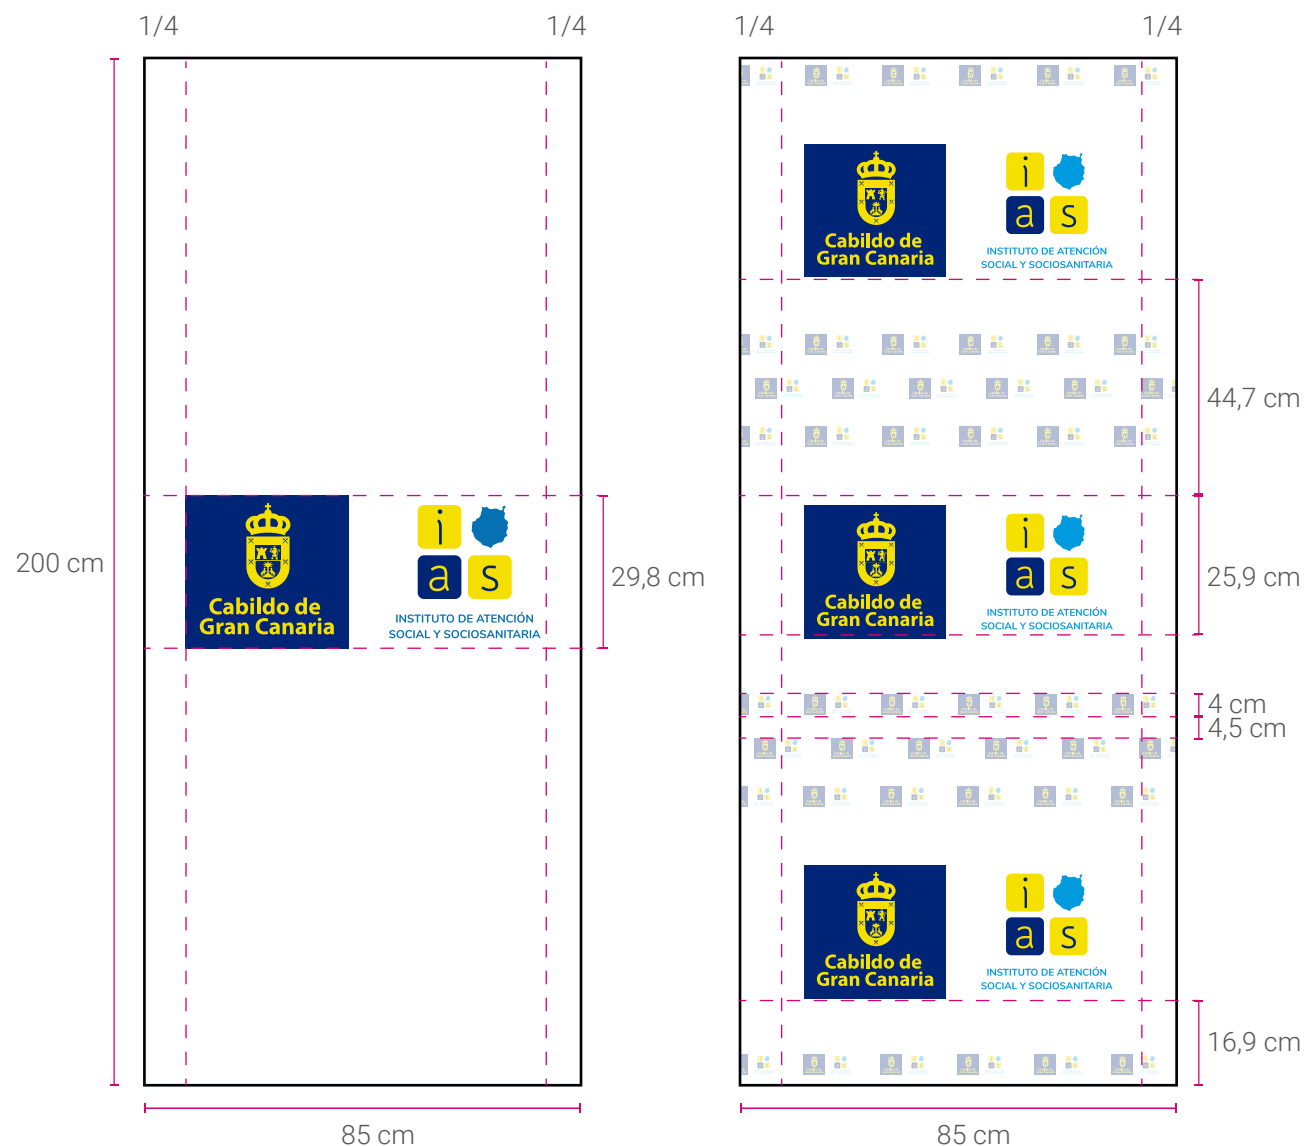 1/4
1/4
1/4
1/4
200 cm
Cabildo de
Gran Canaria
i
a s
INSTITUTO DE ATENCIÓN
SOCIAL Y SOCIOSANITARIA
29,8 cm
85 cm
Cabildo de
Gran Canaria
i
a s
INSTITUTO DE ATENCIÓN
SOCIAL Y SOCIOSANITARIA
44,7 cm
Cabildo de
Gran Canaria
i
a s
INSTITUTO DE ATENCIÓN
SOCIAL Y SOCIOSANITARIA
25,9 cm
4 cm
4,5 cm
Cabildo de
Gran Canaria
i
a s
INSTITUTO DE ATENCIÓN
SOCIAL Y SOCIOSANITARIA
16,9 cm
85 cm